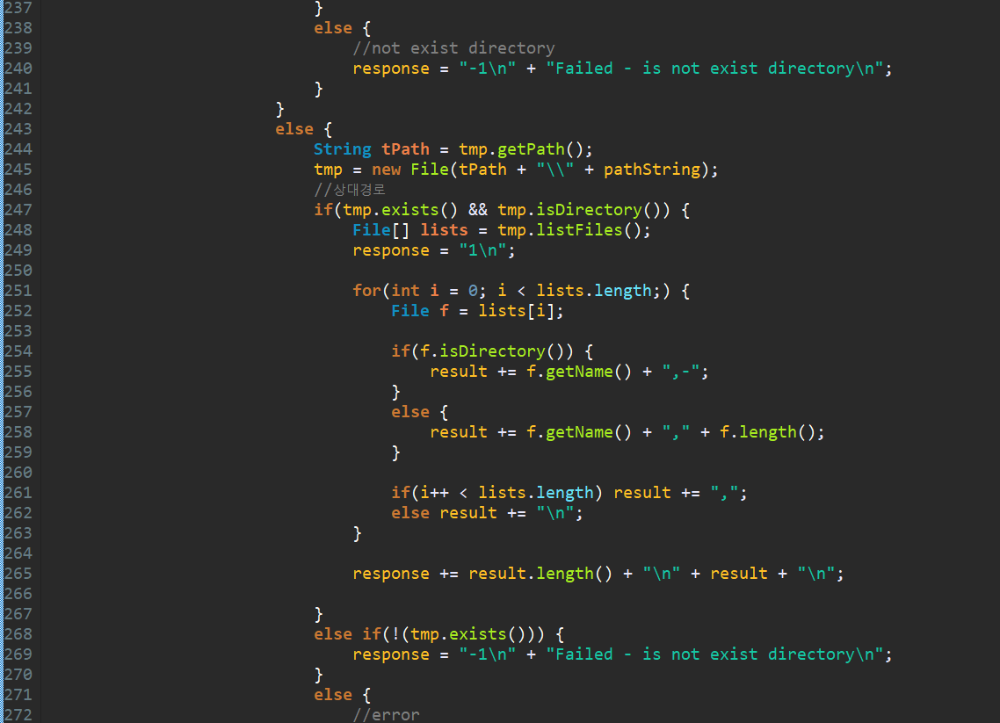 237 }
238 else {
239 //not exist directory
240 response = "-1\n" + "Failed - is not exist directory\n";
241 }
242 }
243 else {
244 String tPath = tmp.getPath();
245 tmp = new File(tPath + "\\" + pathString);
246 //상대경로
247 if(tmp.exists() && tmp.isDirectory()) {
248 File[] lists = tmp.listFiles();
249 response = "1\n";
250
251 for(int i = 0; i < lists.length;) {
252 File f = lists[i];
253
254 if(f.isDirectory()) {
255 result += f.getName() + ",-";
256 }
257 else {
258 result += f.getName() + "," + f.length();
259 }
260
261 if(i++ < lists.length) result += ",";
262 else result += "\n";
263 }
264
265 response += result.length() + "\n" + result + "\n";
266
267 }
268 else if(!(tmp.exists())) {
269 response = "-1\n" + "Failed - is not exist directory\n";
270 }
271 else {
272 //error